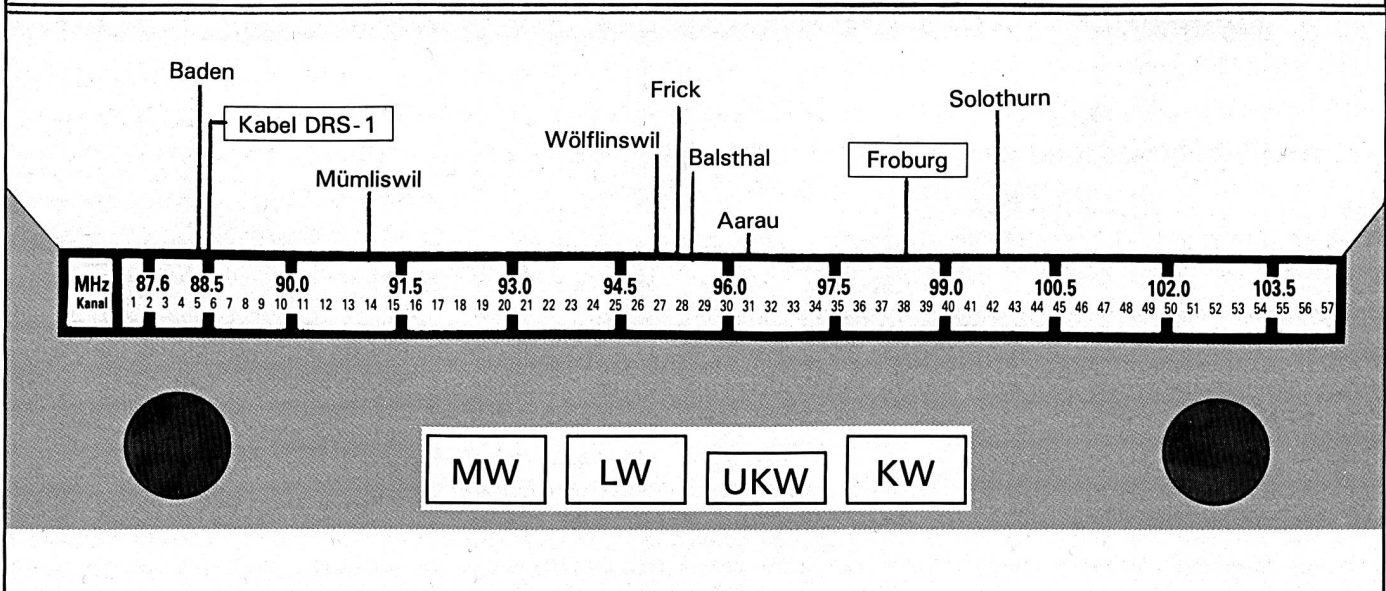 Baden
Kabel DRS-1
Mümliswil
Wölflinswil
Frick
Balsthal
Aarau
Froburg
Solothurn
MHz 87.6 88.5 90.0 91.5 93.0 94.5 96.0 97.5 99.0 100.5 102.0 103.5
Kanal 1 2 3 4 5 6 7 8 9 10 11 12 13 14 15 16 17 18 19 20 21 22 23 24 25 26 27 28 29 30 31 32 33 34 35 36 37 38 39 40 41 42 43 44 45 46 47 48 49 50 51 52 53 54 55 56 57
MW LW UKW KW